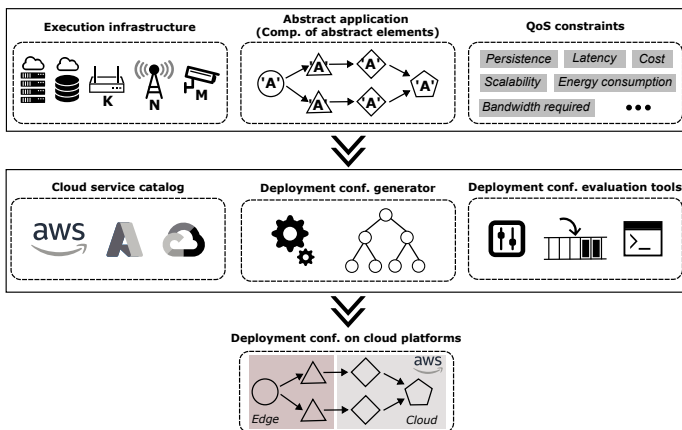 Execution infrastructure
Abstract application
(Comp. of abstract elements)
QoS constraints
K
N
M
'A'
'A'
'A'
'A'
'A'
'A'
Persistence
Latency
Cost
Scalability
Energy consumption
Bandwidth required
•••
Cloud service catalog
Deployment conf. generator
Deployment conf. evaluation tools
aws
>_
Deployment conf. on cloud platforms
aws
Edge
Cloud